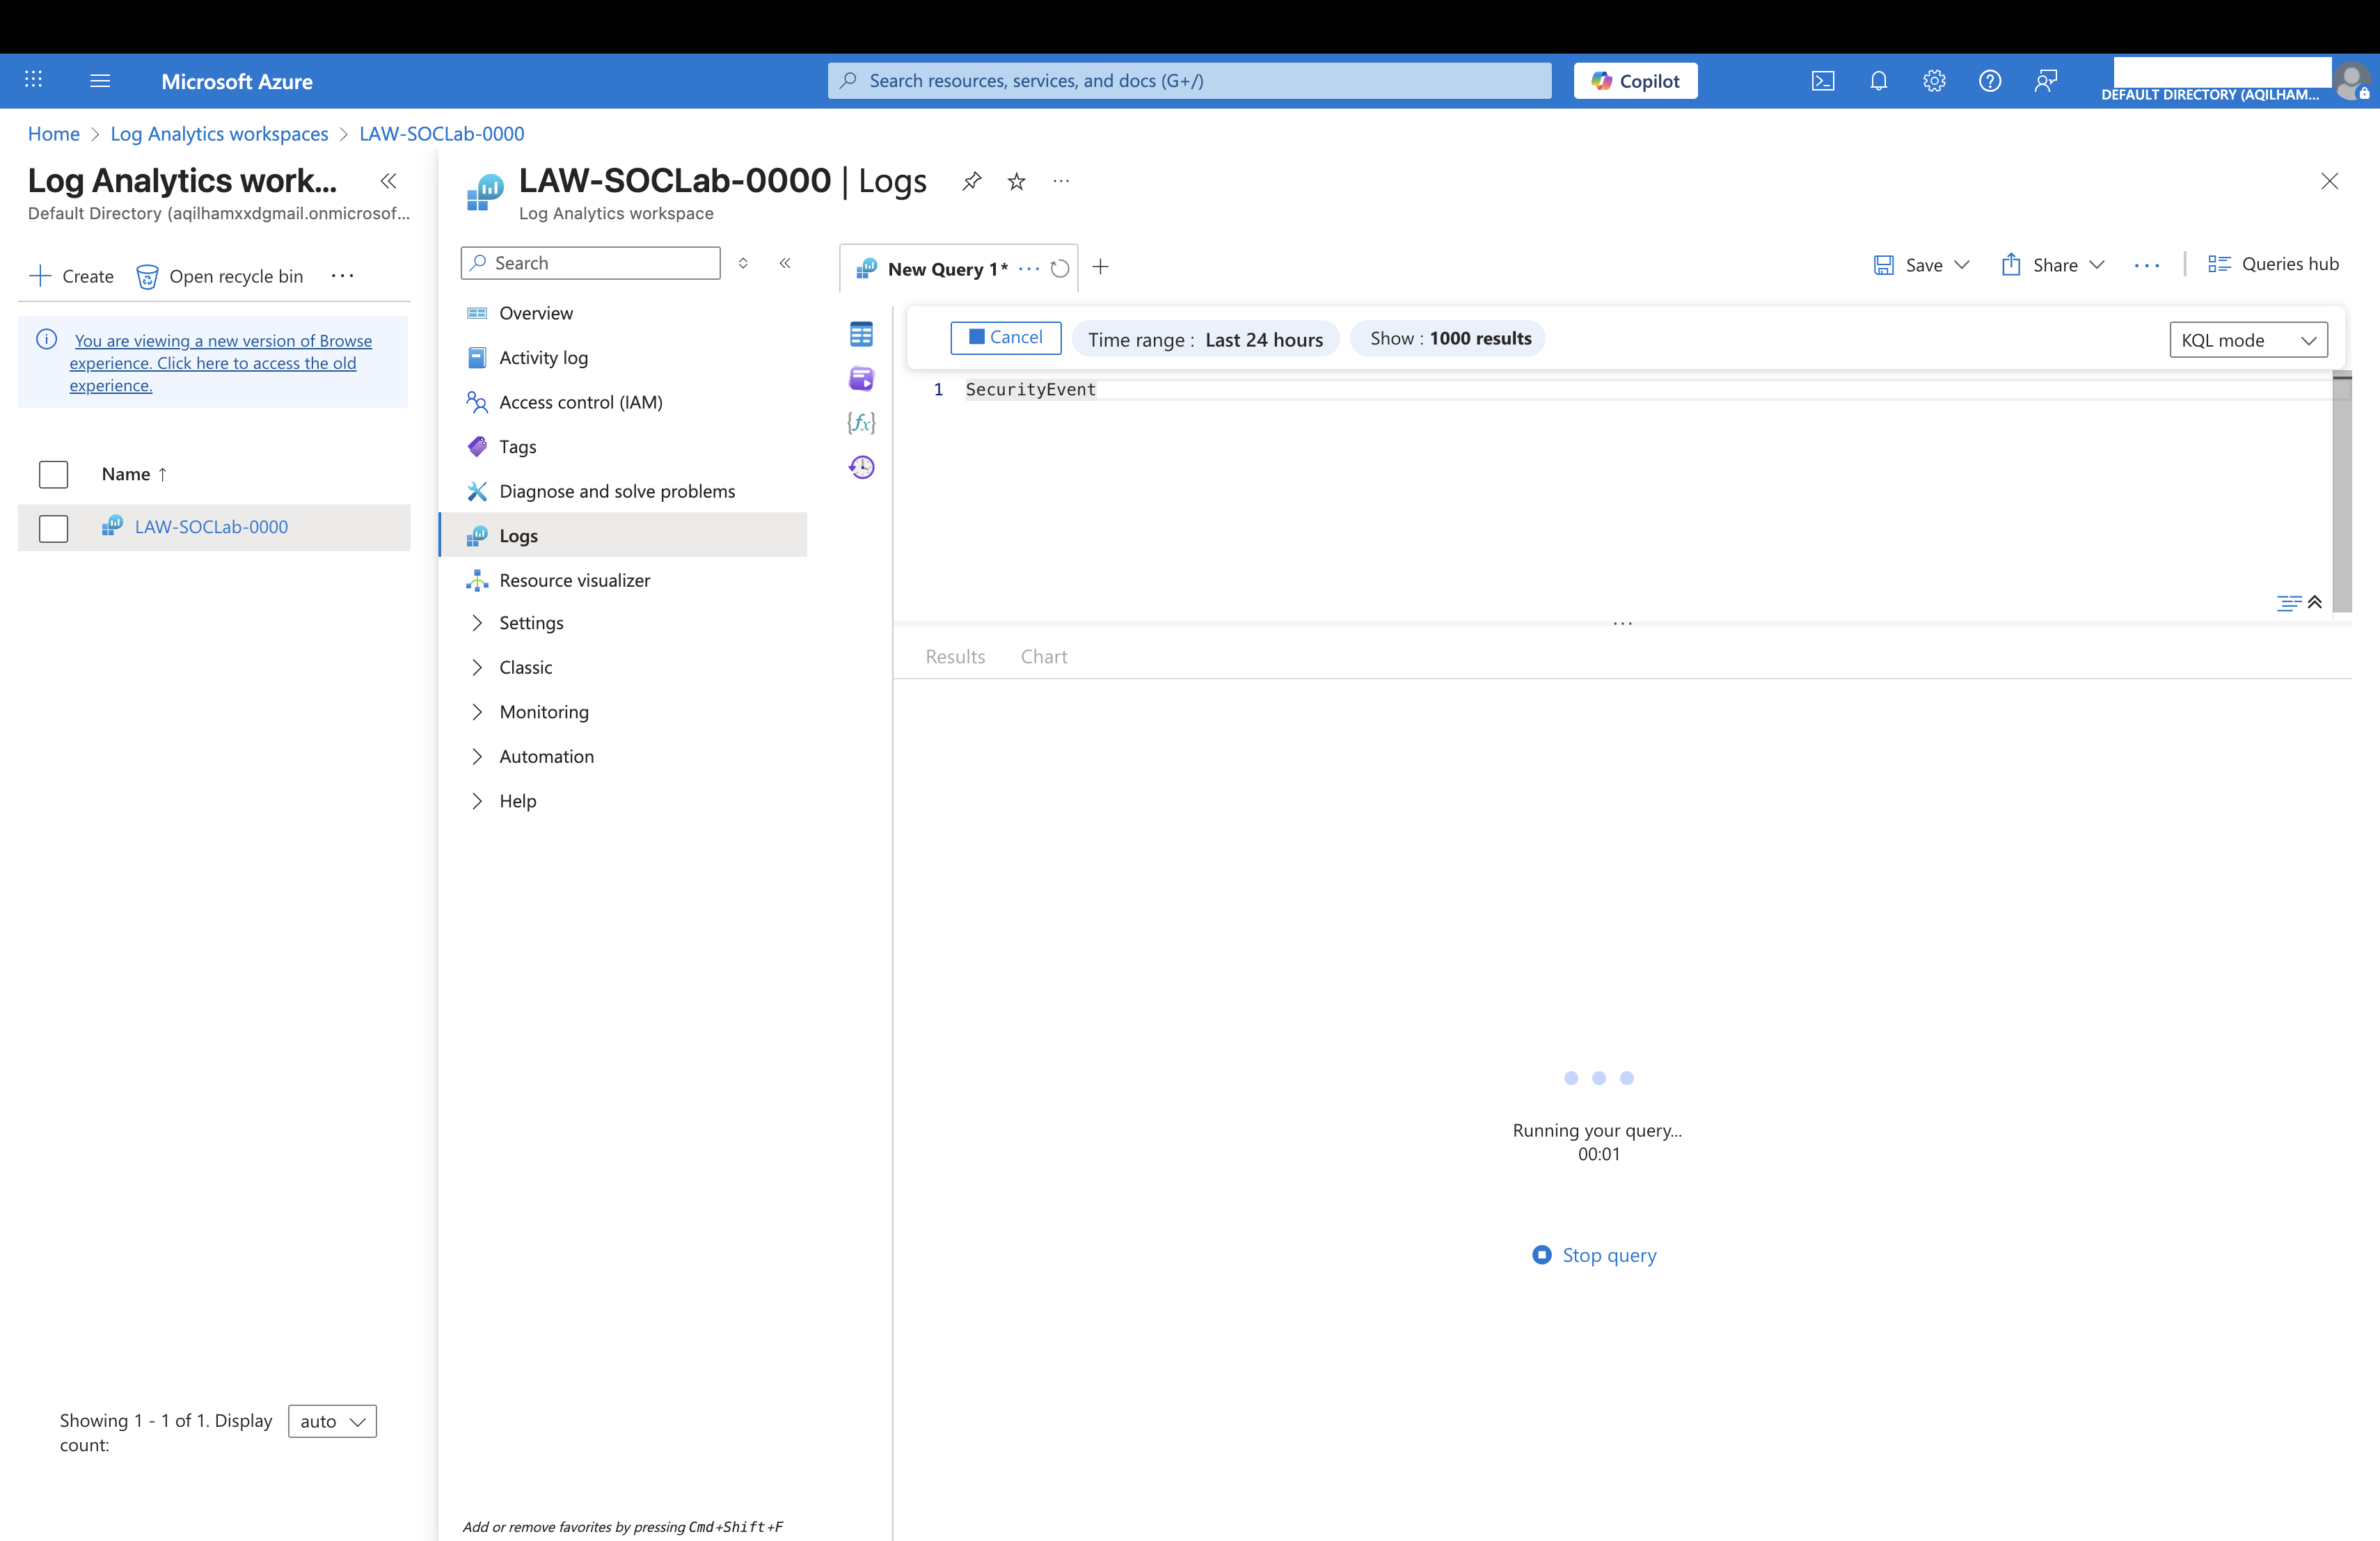 Microsoft Azure
Search resources, services, and docs (G+/)
Copilot
DEFAULT DIRECTORY (AQILHAM...
Home > Log Analytics workspaces > LAW-SOCLab-0000
Log Analytics work...
Default Directory (aqilhamxxdgmail.onmicrosof...
Create
Open recycle bin
You are viewing a new version of Browse
experience. Click here to access the old
experience.
Name ↑
LAW-SOCLab-0000
Showing 1 - 1 of 1. Display
count:
auto
LAW-SOCLab-0000 | Logs
Log Analytics workspace
Search
Overview
Activity log
Access control (IAM)
Tags
Diagnose and solve problems
Logs
Resource visualizer
Settings
Classic
Monitoring
Automation
Help
Add or remove favorites by pressing Cmd+Shift+F
New Query 1*
Save
Share
Queries hub
Cancel
Time range : Last 24 hours
Show : 1000 results
KQL mode
1 SecurityEvent
Results
Chart
Running your query...
00:01
Stop query